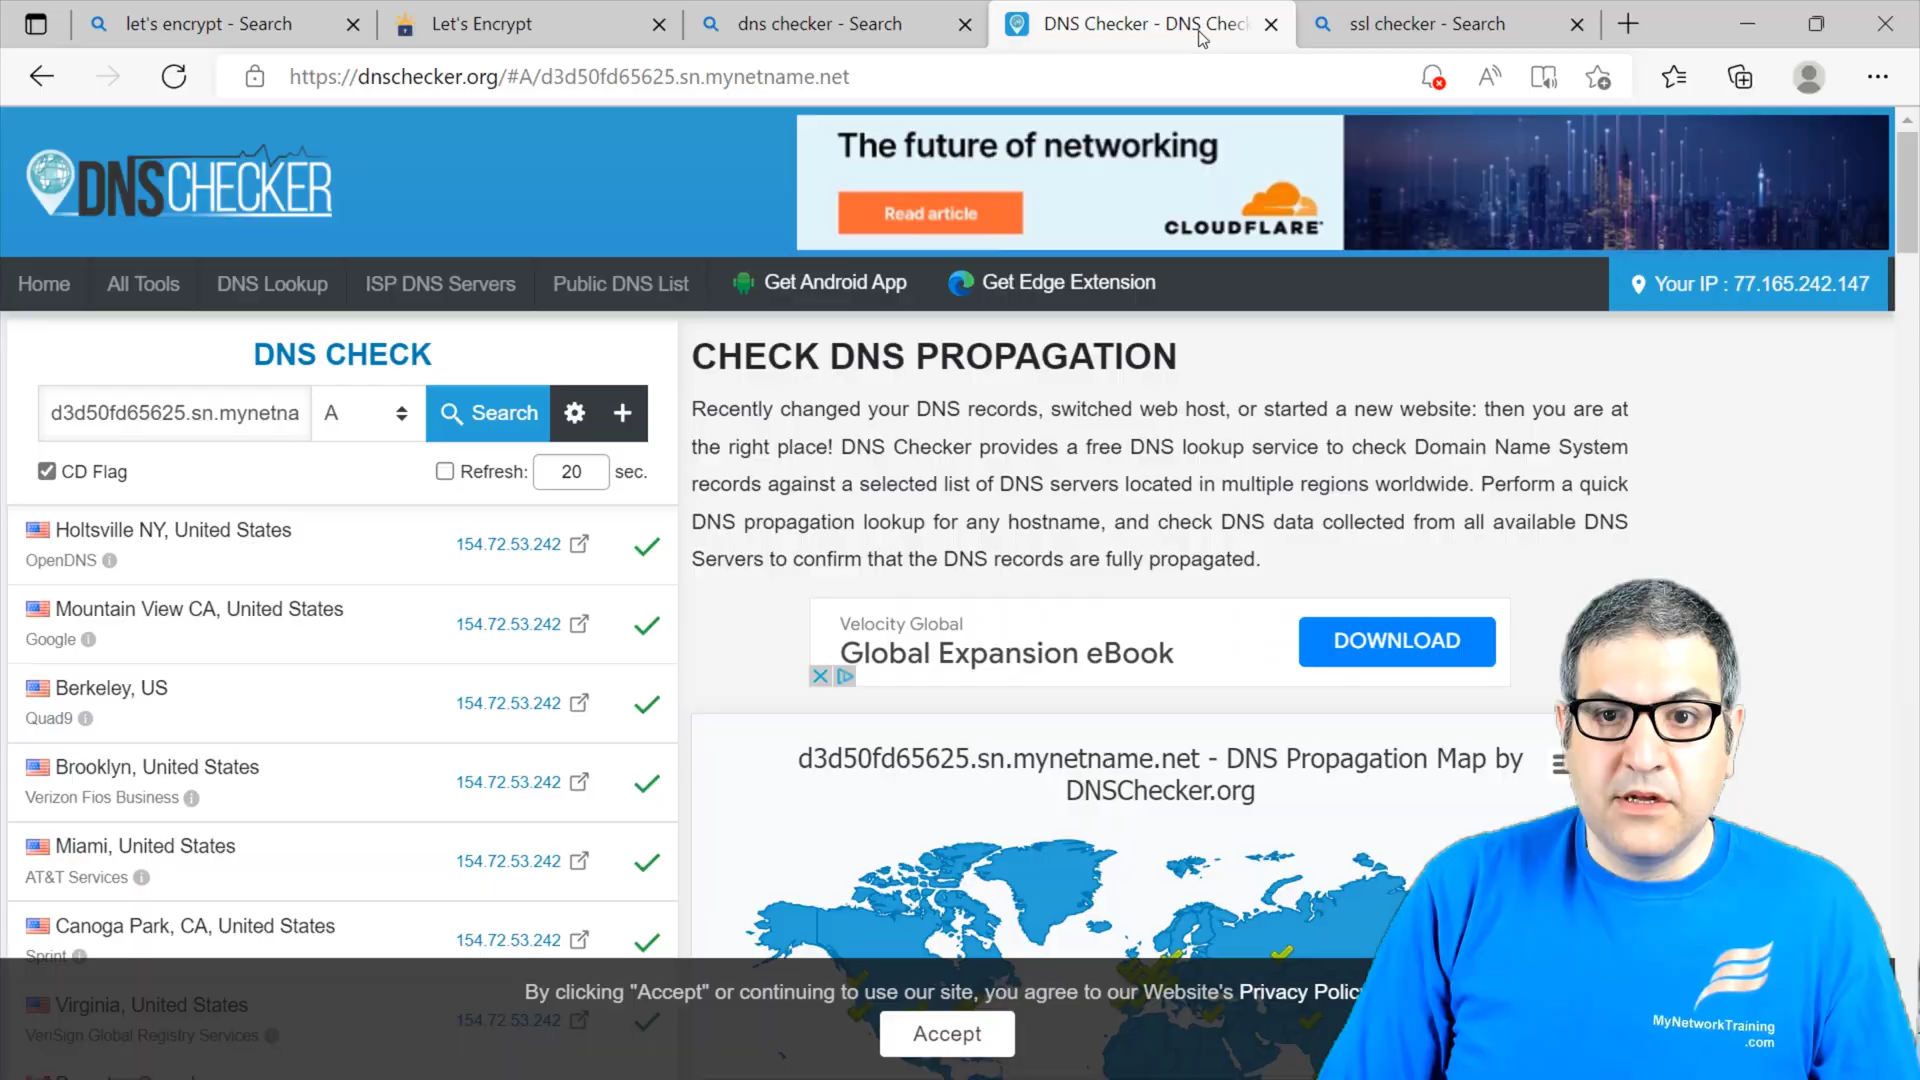 let's encrypt - Search
Let's Encrypt
dns checker - Search
DNS Checker - DNS Check
ssl checker - Search
https://dnschecker.org/#A/d3d50fd65625.sn.mynetname.net
DNSCHECKER
The future of networking
Read article
CLOUDFLARE
Home
All Tools
DNS Lookup
ISP DNS Servers
Public DNS List
Get Android App
Get Edge Extension
Your IP : 77.165.242.147
DNS CHECK
d3d50fd65625.sn.mynetna
A
Search
CD Flag
Refresh: 20 sec.
Holtsville NY, United States
OpenDNS
154.72.53.242
Mountain View CA, United States
Google
154.72.53.242
Berkeley, US
Quad9
154.72.53.242
Brooklyn, United States
Verizon Fios Business
154.72.53.242
Miami, United States
AT&T Services
154.72.53.242
Canoga Park, CA, United States
Sprint
154.72.53.242
Virginia, United States
VeriSign Global Registry Services
154.72.53.242
CHECK DNS PROPAGATION
Recently changed your DNS records, switched web host, or started a new website: then you are at
the right place! DNS Checker provides a free DNS lookup service to check Domain Name System
records against a selected list of DNS servers located in multiple regions worldwide. Perform a quick
DNS propagation lookup for any hostname, and check DNS data collected from all available DNS
Servers to confirm that the DNS records are fully propagated.
Velocity Global
Global Expansion eBook
DOWNLOAD
d3d50fd65625.sn.mynetname.net - DNS Propagation Map by
DNSChecker.org
By clicking "Accept" or continuing to use our site, you agree to our Website's Privacy Polic
Accept
MyNetworkTraining
.com